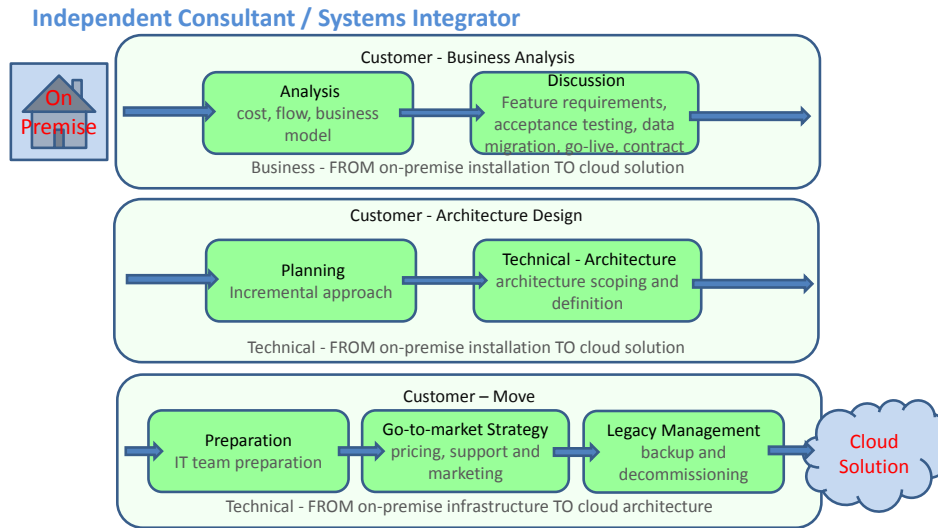 Independent Consultant / Systems Integrator
On
Premise
Customer - Business Analysis
Analysis
cost, flow, business
model
Discussion
Feature requirements,
acceptance testing, data
migration, go-live, contract
Business - FROM on-premise installation TO cloud solution
Customer - Architecture Design
Planning
Incremental approach
Technical - Architecture
architecture scoping and
definition
Technical - FROM on-premise installation TO cloud solution
Customer – Move
Preparation
IT team preparation
Go-to-market Strategy
pricing, support and
marketing
Legacy Management
backup and
decommissioning
Technical - FROM on-premise infrastructure TO cloud architecture
Cloud
Solution